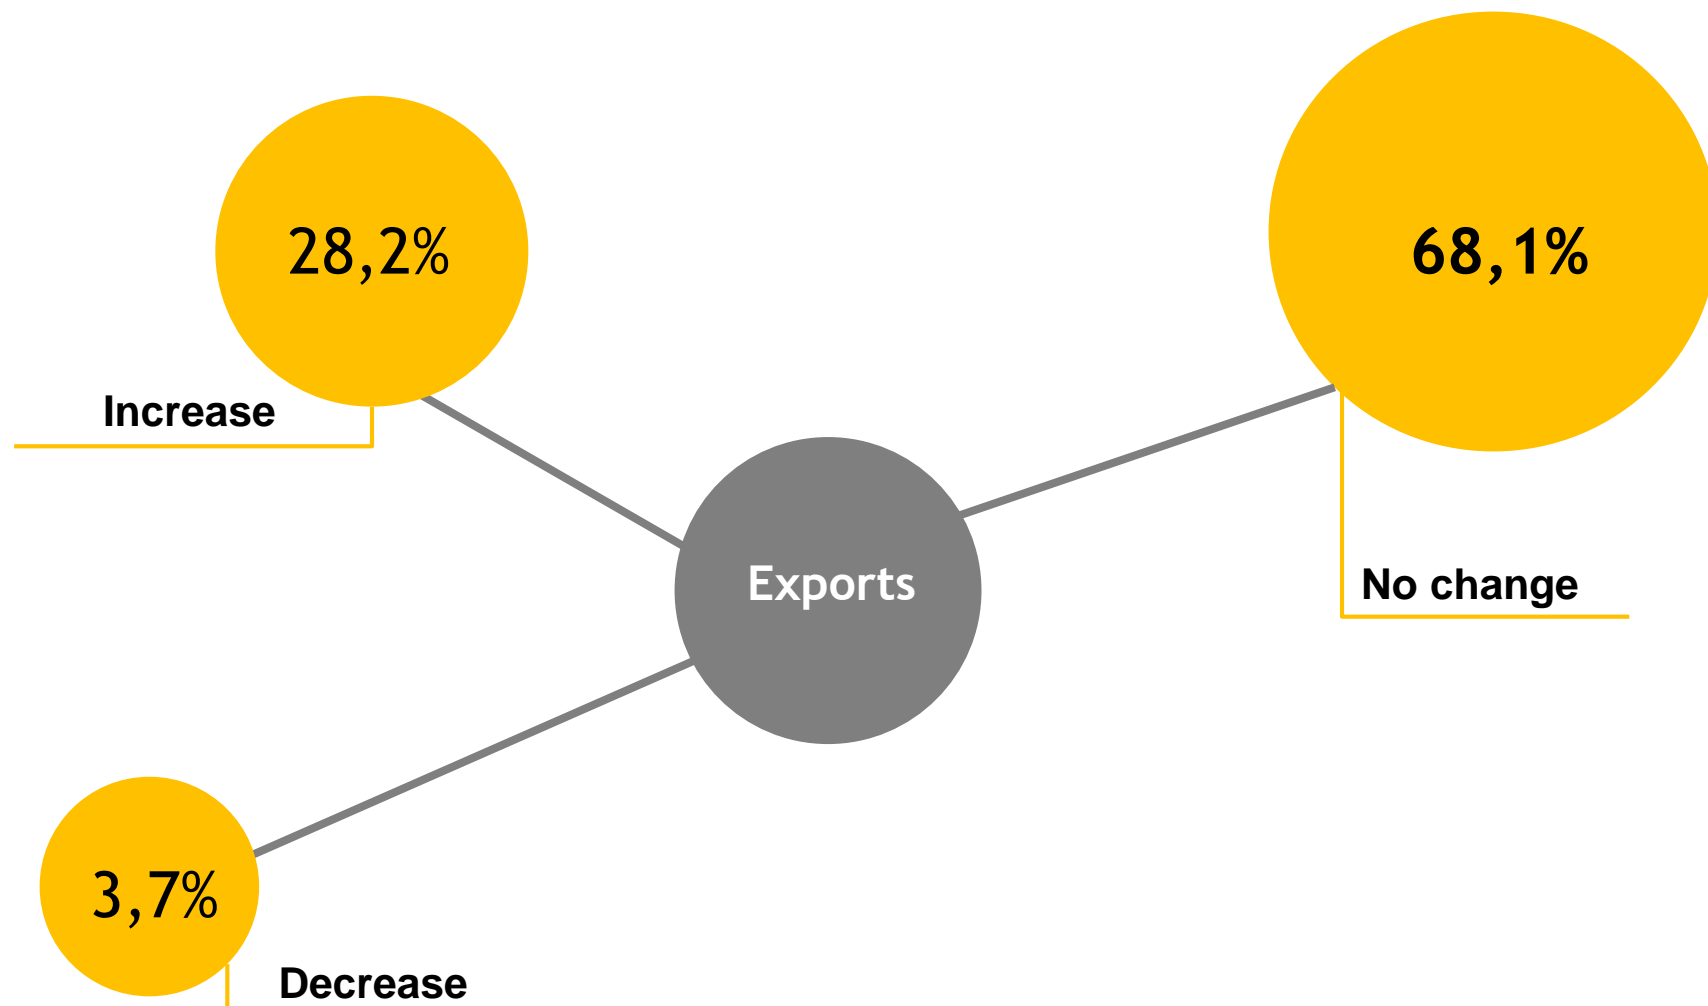 28,2%
Increase
68,1%
No change
Exports
3,7%
Decrease